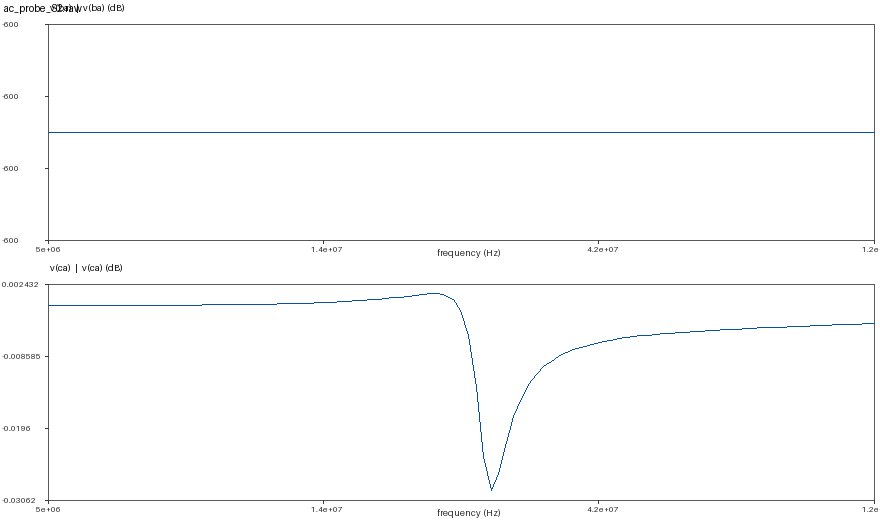 v(ba) (dB)
-600
-600
-600
-600
5e+06
1.4e+07
4.2e+07
1.2e
frequency (Hz)
v(ca) | v(ca) (dB)
0.002432
-0.008585
-0.0196
-0.03062
5e+06
1.4e+07
4.2e+07
1.2e
frequency (Hz)